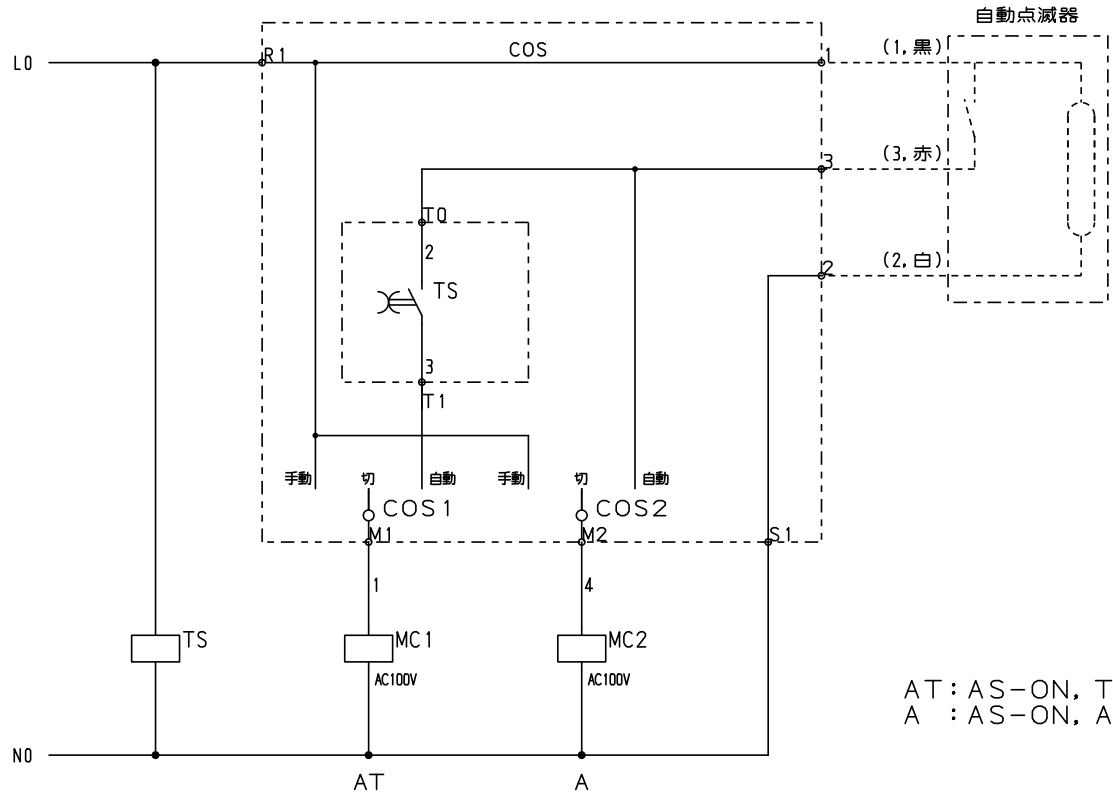 自動点滅器
L0
R1
COS
1
(1,黒)
3
(3,赤)
T0
2
2
(2,白)
TS
3
T1
手動
切
自動
手動
切
自動
COS1
COS2
M1
M2
S1
1
4
TS
MC1
MC2
AC100V
AC100V
AT:AS-ON, T
A :AS-ON, A
N0
AT
A